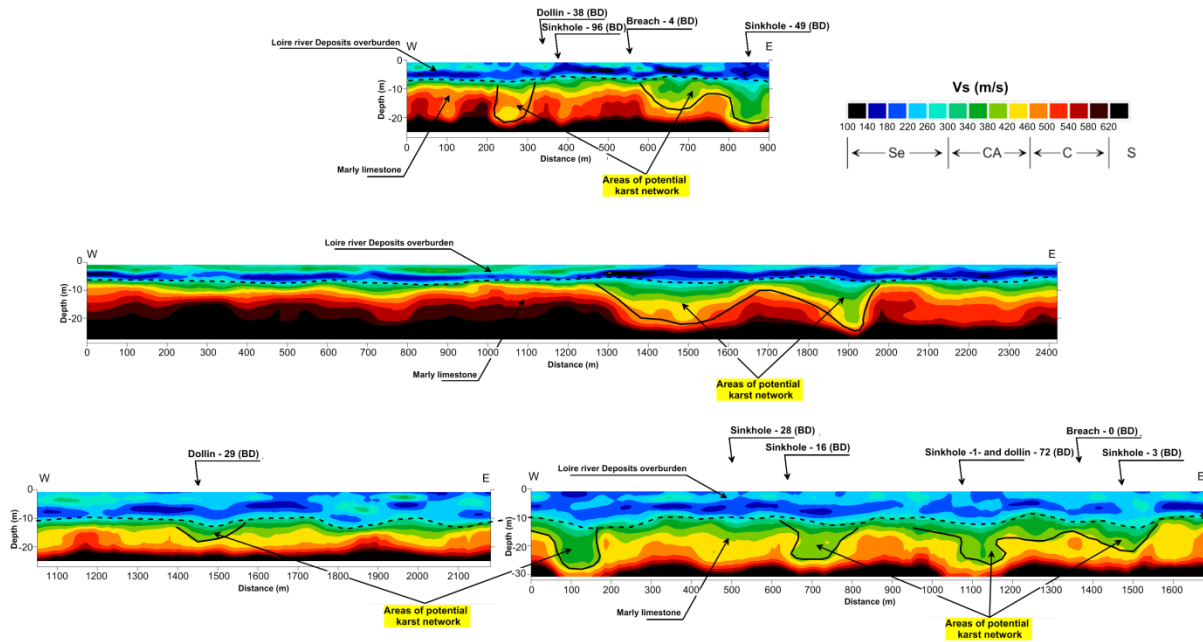 Dollin - 38 (BD)
Sinkhole - 96 (BD)
Breach - 4 (BD)
Sinkhole - 49 (BD)
Loire river Deposits overburden
W
E
0
-10
-20
Depth (m)
0 100 200 300 400 500 600 700 800 900
Distance (m)
Marly limestone
Areas of potential
karst network
Vs (m/s)
100 140 180 220 260 300 340 380 420 460 500 540 580 620
Se CA C S
Loire river Deposits overburden
W
E
0
-10
-20
Depth (m)
0 100 200 300 400 500 600 700 800 900 1000 1100 1200 1300 1400 1500 1600 1700 1800 1900 2000 2100 2200 2300 2400
Distance (m)
Marly limestone
Areas of potential
karst network
Dollin - 29 (BD)
W
E
0
-10
-20
Depth (m)
1100 1200 1300 1400 1500 1600 1700 1800 1900 2000 2100
Distance (m)
Areas of potential
karst network
Sinkhole - 28 (BD)
Sinkhole - 16 (BD)
Breach - 0 (BD)
Sinkhole -1- and dollin - 72 (BD)
Sinkhole - 3 (BD)
Loire river Deposits overburden
W
E
0
-10
-20
-30
Depth (m)
0 100 200 300 400 500 600 700 800 900 1000 1100 1200 1300 1400 1500 1600
Distance (m)
Marly limestone
Areas of potential
karst network